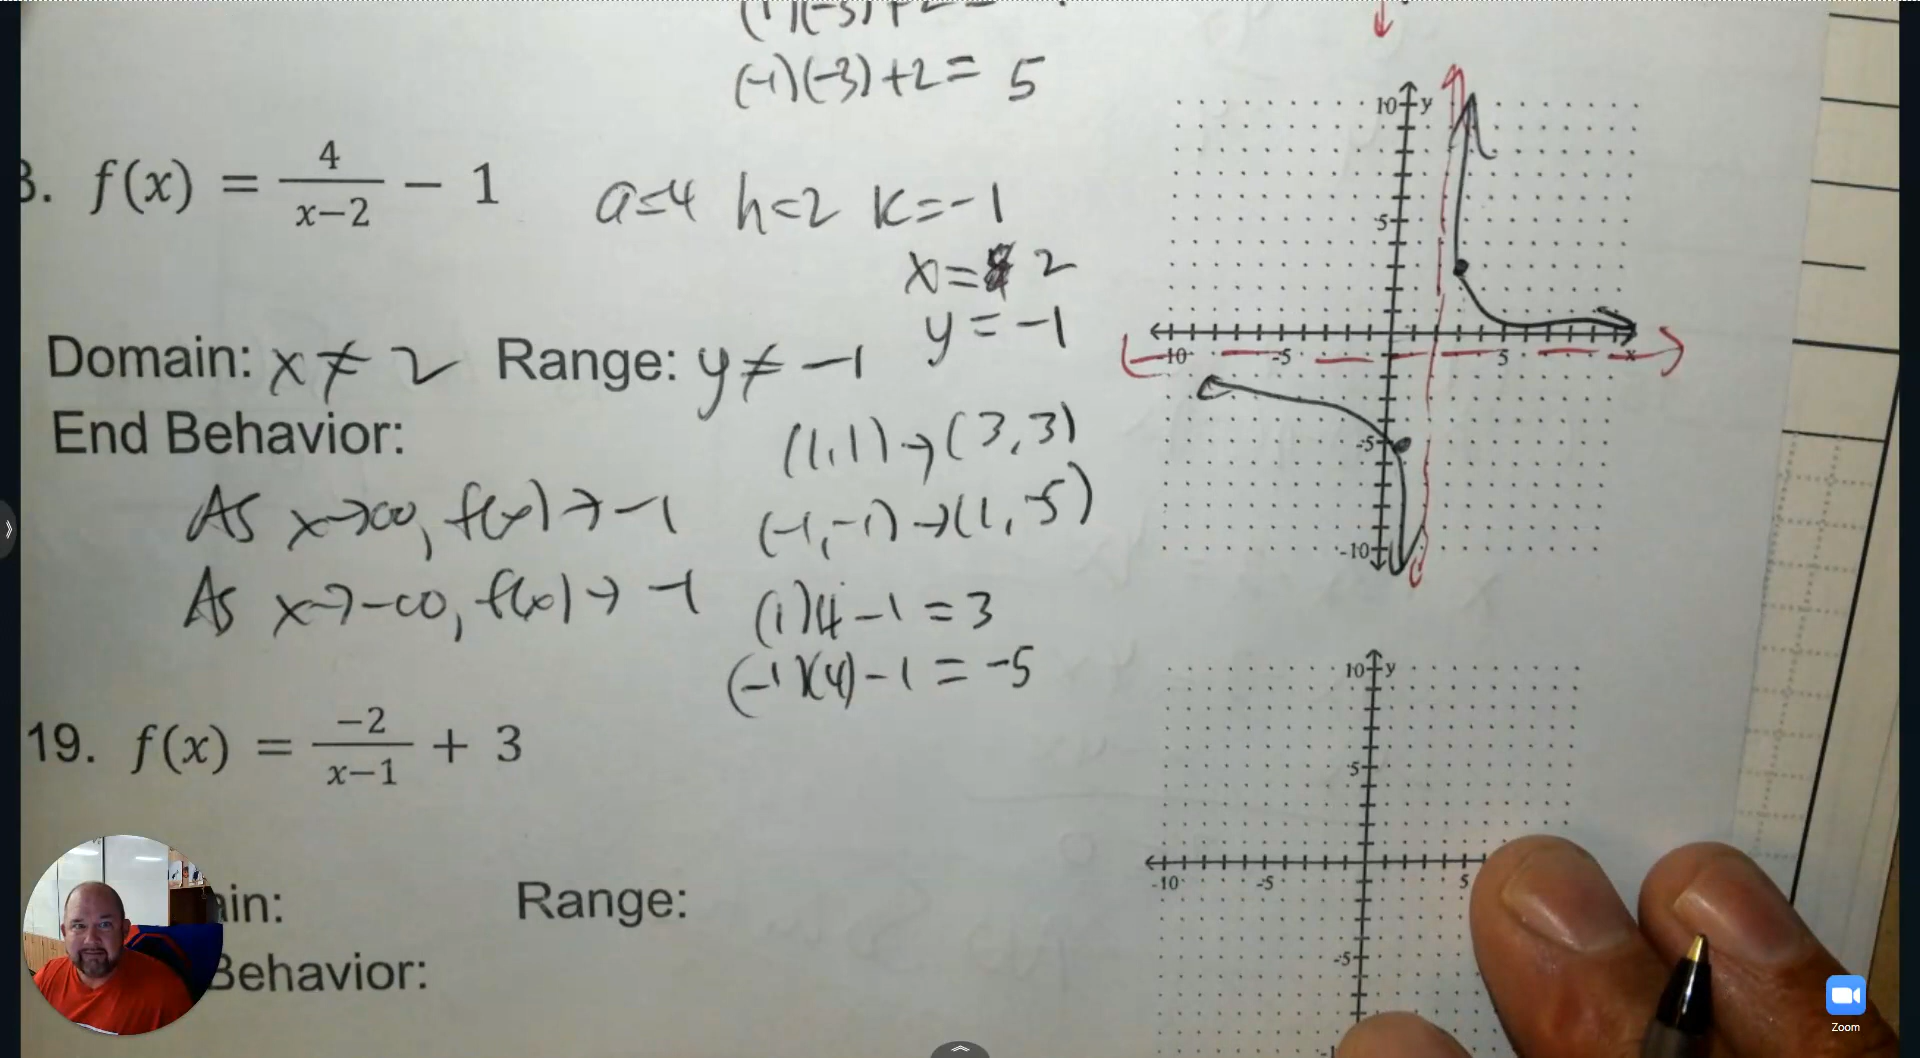 (-1)(-3)+2= 5
3. f(x) = 4/(x−2) − 1 a=4 h=2 k=-1
x= 2
y=-1
Domain: x≠2 Range: y≠-1
End Behavior:
(1,1)→(3,3)
As x→∞, f(x)→-1
(-1,-1)→(1,-5)
As x→-∞, f(x)→-1
(1)4-1=3
(-1)(4)-1=-5
19. f(x) = −2/(x−1) + 3
ain: Range:
Behavior:
10 y
5
-10 -5 5 x
-5
-10
10 y
5
-10 -5 5
-5
-1
Zoom